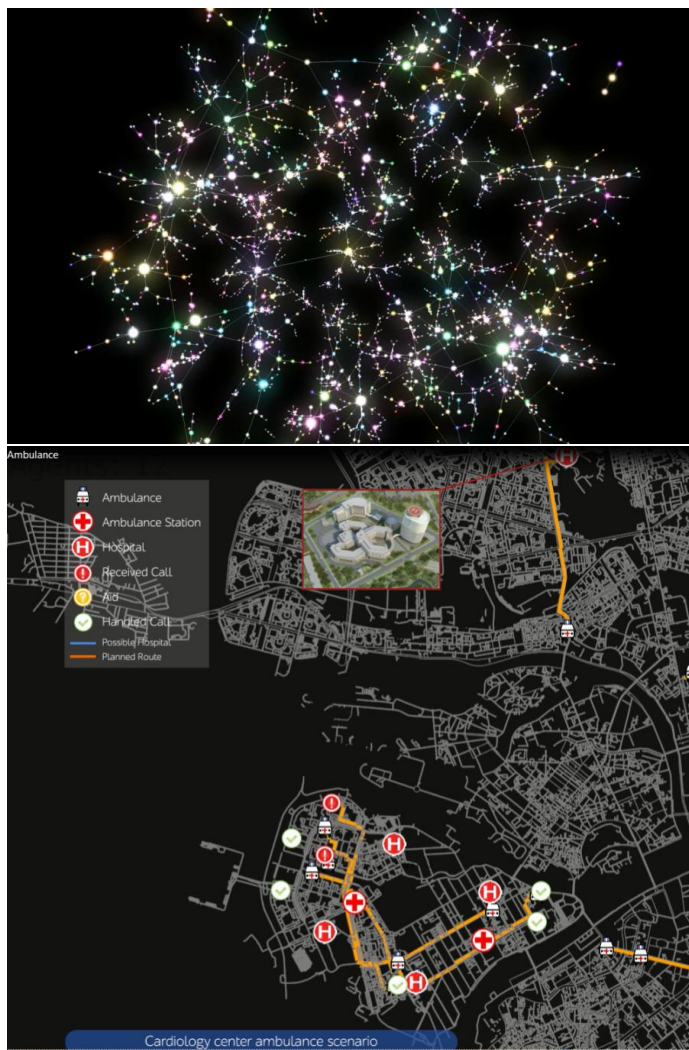 Ambulance
Ambulance
Ambulance Station
Hospital
Received Call
Aid
Handled Call
Possible Hospital
Planned Route
Cardiology center ambulance scenario